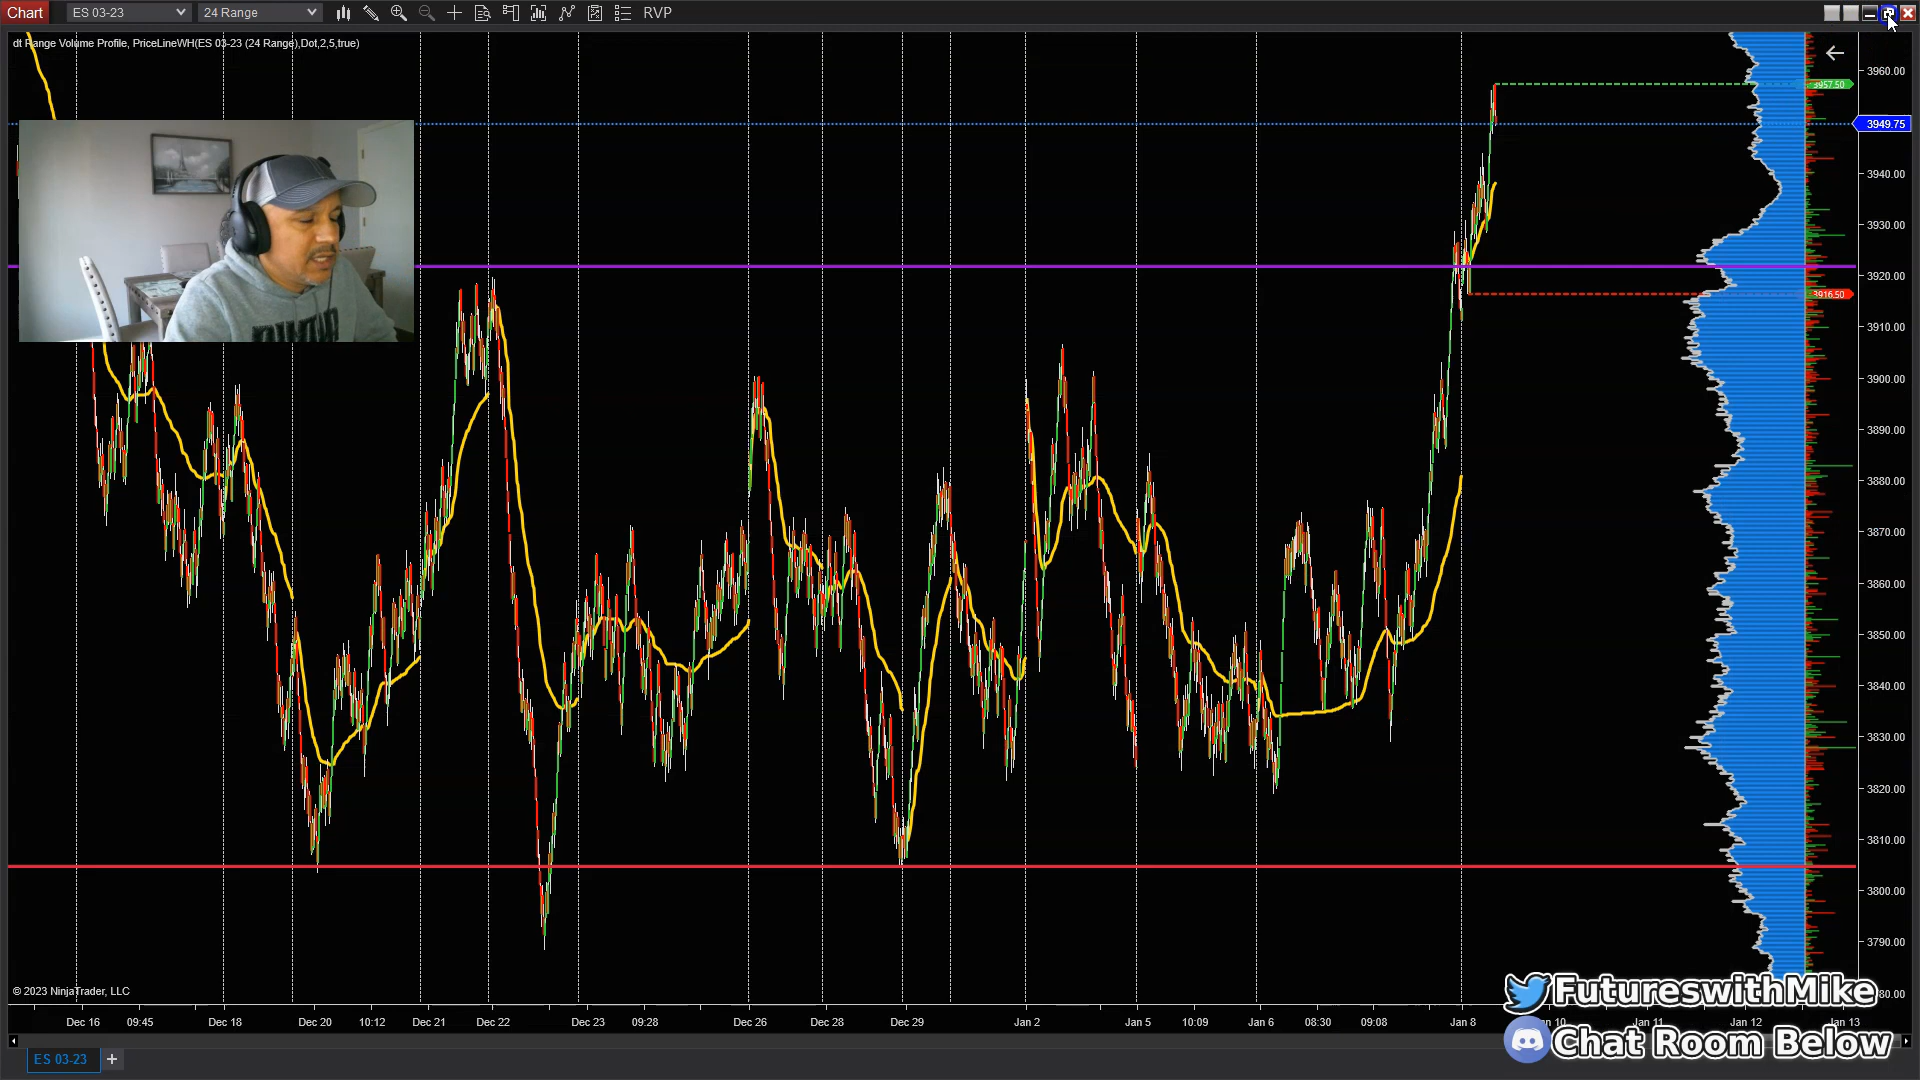 Chart
ES 03-23
24 Range
RVP
dt Range Volume Profile, PriceLineWH(ES 03-23 (24 Range),Dot,2,5,true)
3960.00
3957.50
3949.75
3940.00
3930.00
3920.00
3916.50
3910.00
3900.00
3890.00
3880.00
3870.00
3860.00
3850.00
3840.00
3830.00
3820.00
3810.00
3800.00
3790.00
© 2023 NinjaTrader, LLC
FutureswithMike
Dec 16 09:45 Dec 18 Dec 20 10:12 Dec 21 Dec 22 Dec 23 09:28 Dec 26 Dec 28 Dec 29 Jan 2 Jan 5 10:09 Jan 6 08:30 09:08 Jan 8 Jan 11 Jan 12 Jan 13
Chat Room Below
ES 03-23